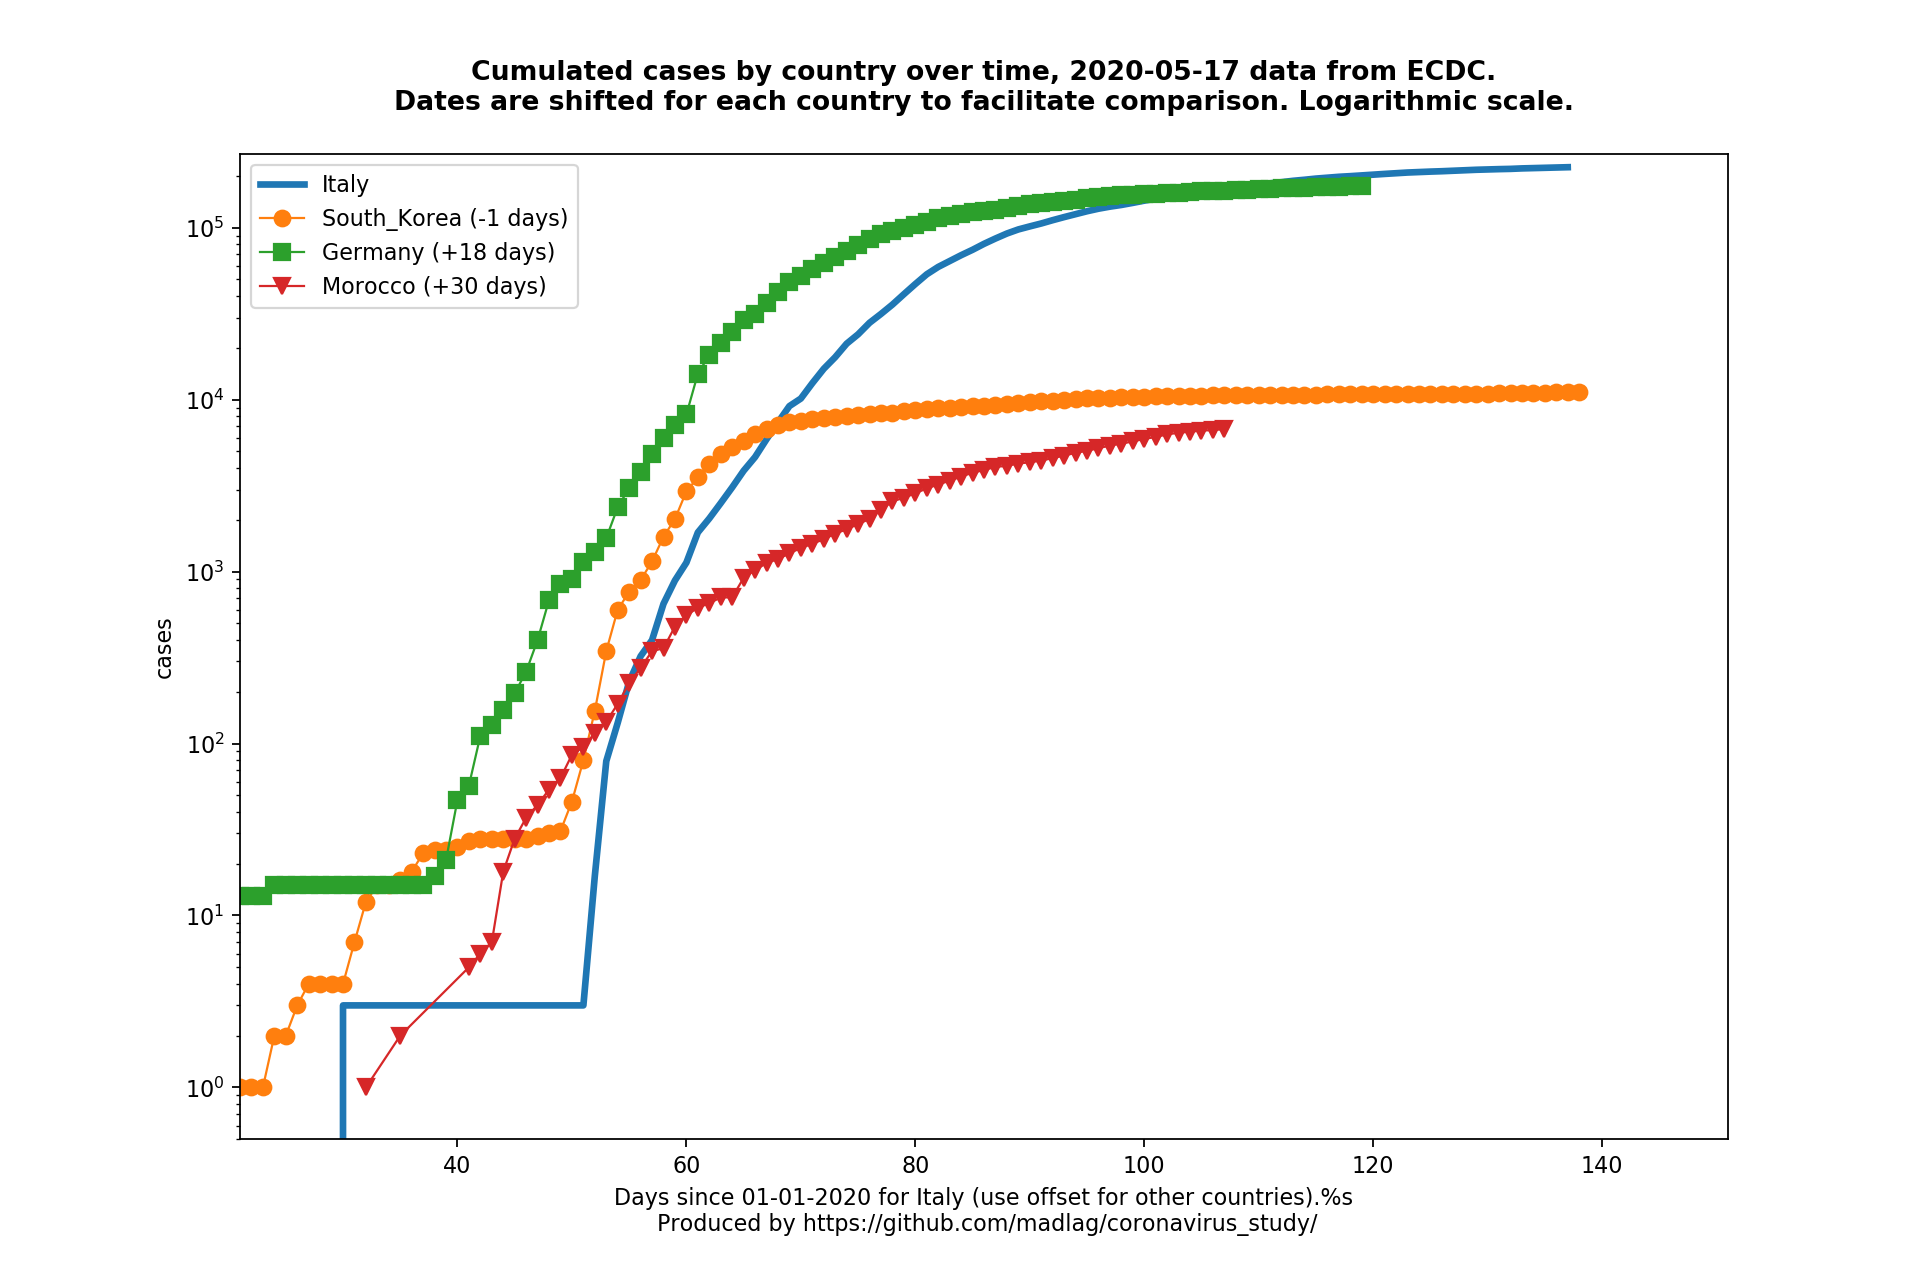 Cumulated cases by country over time, 2020-05-17 data from ECDC.
Dates are shifted for each country to facilitate comparison. Logarithmic scale.
Italy
South_Korea (-1 days)
Germany (+18 days)
Morocco (+30 days)
10^5
10^4
10^3
10^2
10^1
10^0
cases
40 60 80 100 120 140
Days since 01-01-2020 for Italy (use offset for other countries).%s
Produced by https://github.com/madlag/coronavirus_study/